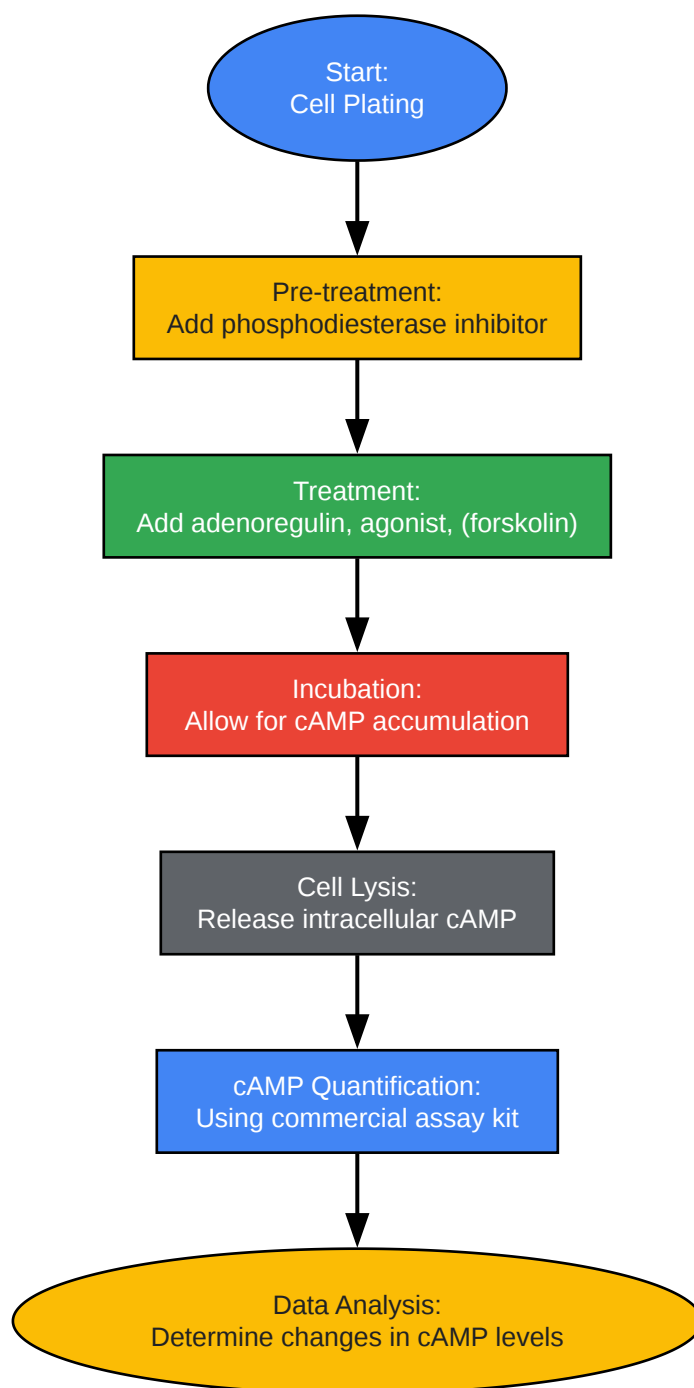 Start:
Cell Plating
Pre-treatment:
Add phosphodiesterase inhibitor
Treatment:
Add adenoregulin, agonist, (forskolin)
Incubation:
Allow for cAMP accumulation
Cell Lysis:
Release intracellular cAMP
cAMP Quantification:
Using commercial assay kit
Data Analysis:
Determine changes in cAMP levels